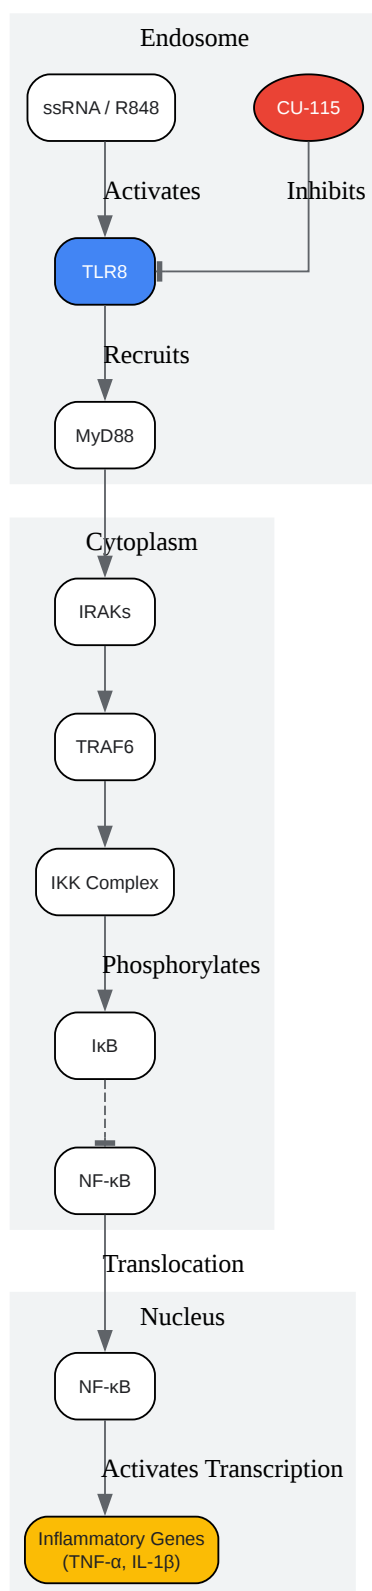 Endosome
ssRNA / R848
CU-115
Activates
Inhibits
TLR8
Recruits
MyD88
Cytoplasm
IRAKs
TRAF6
IKK Complex
Phosphorylates
IκB
NF-κB
Translocation
Nucleus
NF-κB
Activates Transcription
Inflammatory Genes
(TNF-α, IL-1β)